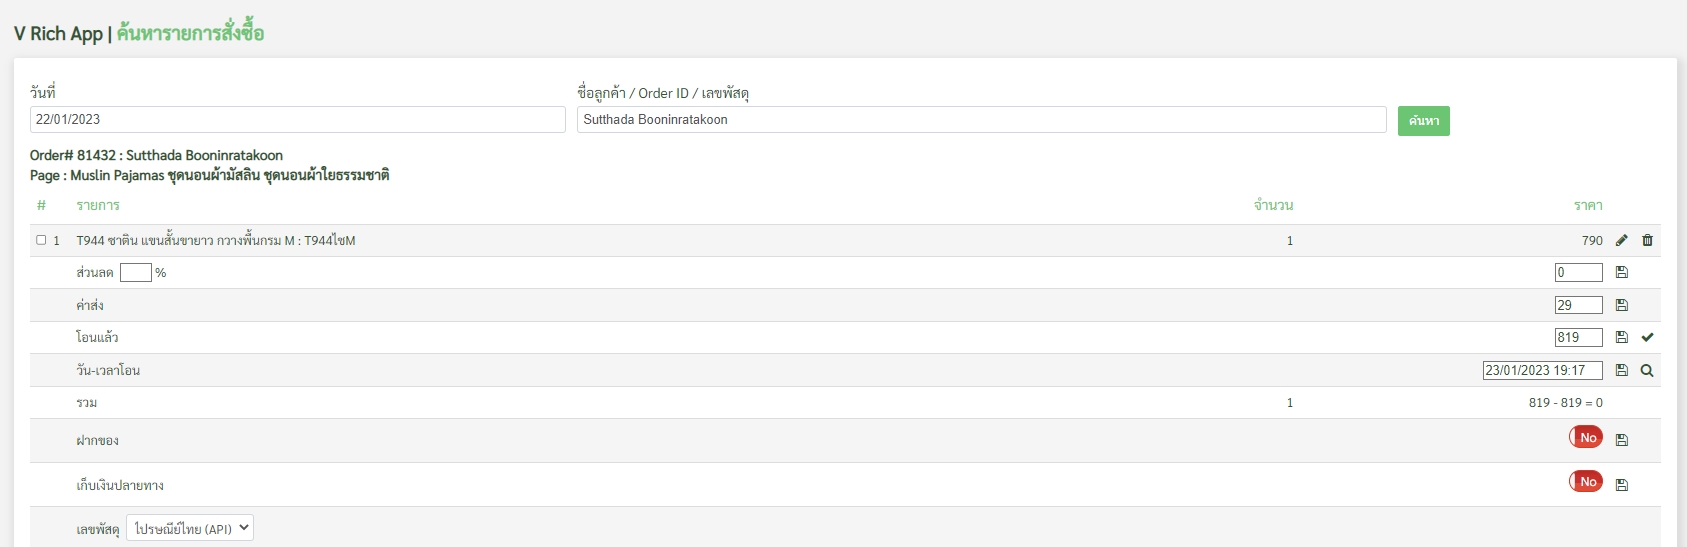 V Rich App | ค้นหารายการสั่งซื้อ
วันที่ ชื่อลูกค้า / Order ID / เลขพัสดุ
22/01/2023 Sutthada Booninratakoon ค้นหา
Order# 81432 : Sutthada Booninratakoon
Page : Muslin Pajamas ชุดนอนผ้ามัสลิน ชุดนอนผ้าใยธรรมชาติ
# รายการ จำนวน ราคา
1 T944 ซาติน แขนสั้นขายาว กวางพื้นกรม M : T944ไซM 1 790
ส่วนลด % 0
ค่าส่ง 29
โอนแล้ว 819
วัน-เวลาโอน 23/01/2023 19:17
รวม 1 819 - 819 = 0
ฝากของ No
เก็บเงินปลายทาง No
เลขพัสดุ ไปรษณีย์ไทย (API)